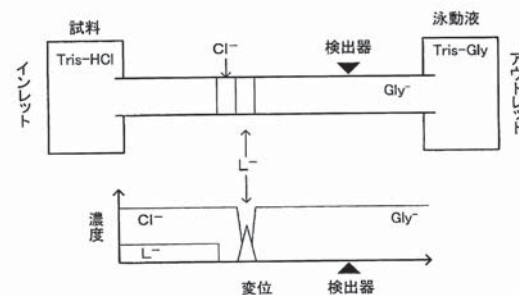 試料
泳動液
Tris-HCl
Cl⁻
検出器
Tris-Gly
インレット
Gly⁻
アウトレット
L⁻
濃度
Cl⁻
Gly⁻
L⁻
変位
検出器